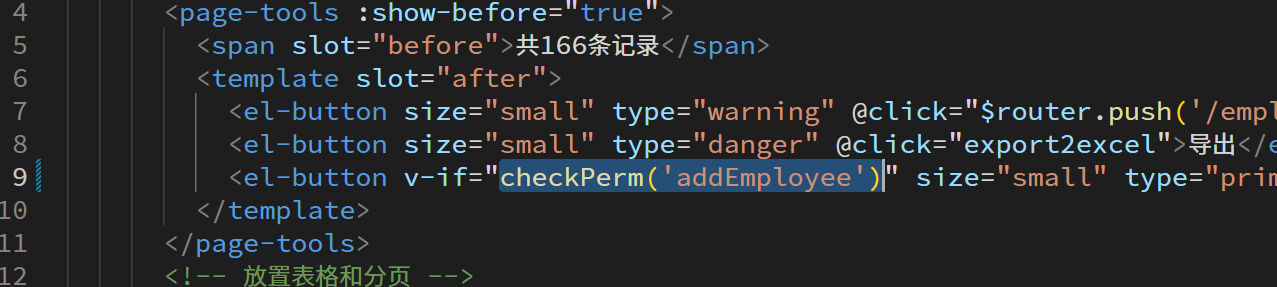 4 <page-tools :show-before="true">
5 <span slot="before">共166条记录</span>
6 <template slot="after">
7 <el-button size="small" type="warning" @click="$router.push('/empl
8 <el-button size="small" type="danger" @click="export2excel">导出</e
9 <el-button v-if="checkPerm('addEmployee')" size="small" type="prim
10 </template>
11 </page-tools>
12 <!-- 放置表格和分页 -->